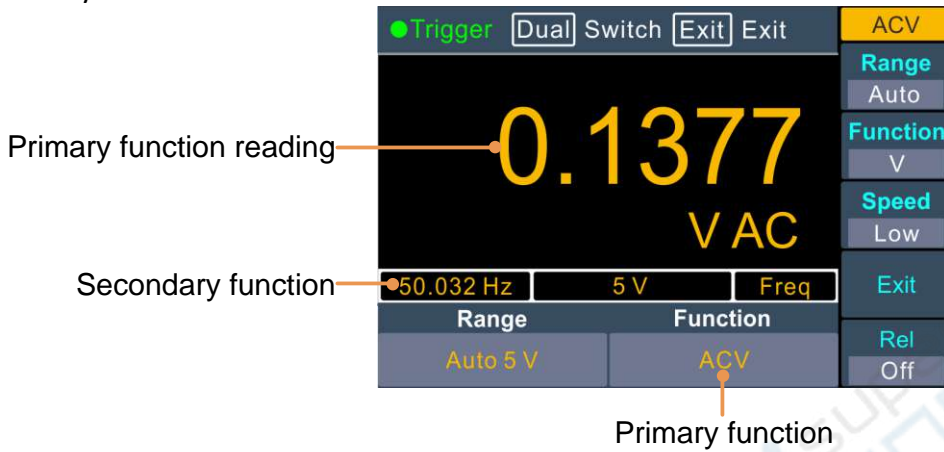 Trigger Dual Switch Exit Exit
ACV
Range
Auto
Function
V
Speed
Low
Exit
Rel
Off
Primary function reading
0.1377
V AC
Secondary function
50.032 Hz 5 V Freq
Range Function
Auto 5 V ACV
Primary function